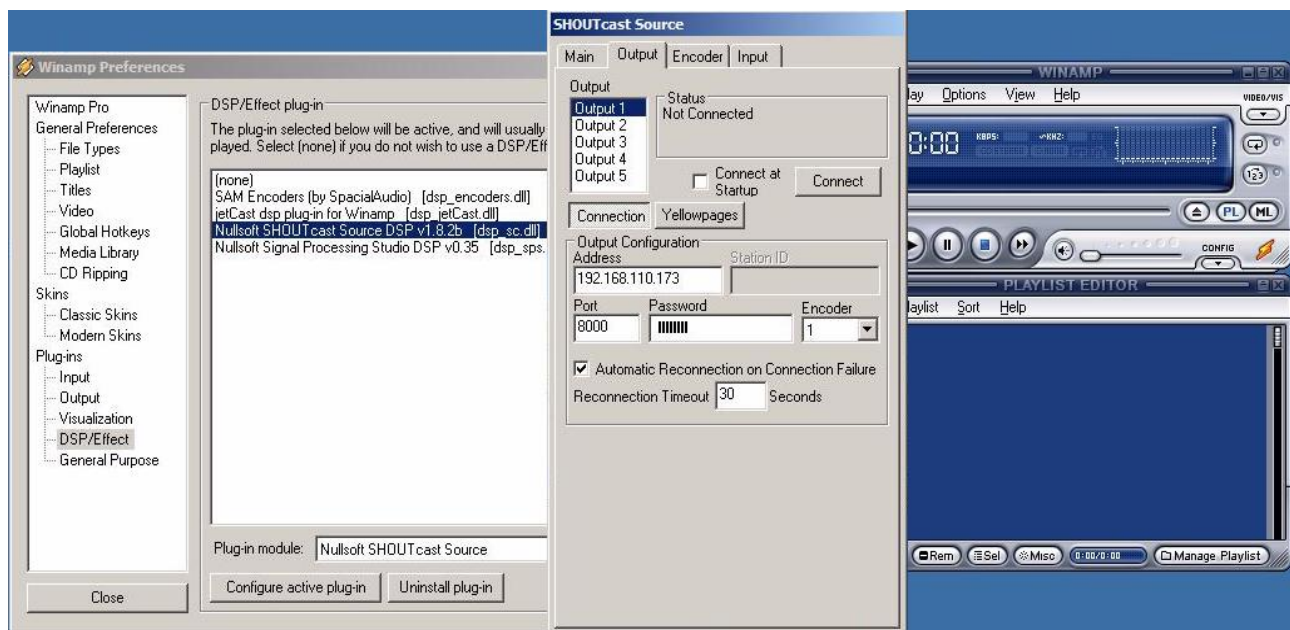 Winamp Preferences
Winamp Pro
General Preferences
File Types
Playlist
Titles
Video
Global Hotkeys
Media Library
CD Ripping
Skins
Classic Skins
Modern Skins
Plug-ins
Input
Output
Visualization
DSP/Effect
General Purpose
Close
DSP/Effect plug-in
The plug-in selected below will be active, and will usually
played. Select (none) if you do not wish to use a DSP/Eff
(none)
SAM Encoders (by SpacialAudio) [dsp_encoders.dll]
jetCast dsp plug-in for Winamp [dsp_jetCast.dll]
Nullsoft SHOUTcast Source DSP v1.8.2b [dsp_sc.dll]
Nullsoft Signal Processing Studio DSP v0.35 [dsp_sps.
Plug-in module: Nullsoft SHOUTcast Source
Configure active plug-in Uninstall plug-in
SHOUTcast Source
Main Output Encoder Input
Output
Output 1
Output 2
Output 3
Output 4
Output 5
Status
Not Connected
Connect at
Startup
Connect
Connection Yellowpages
Output Configuration
Address Station ID
192.168.110.173
Port Password Encoder
8000 1
Automatic Reconnection on Connection Failure
Reconnection Timeout 30 Seconds
WINAMP
lay Options View Help
VIDEO/VIS
0:00 KBPS: KHZ:
123
PL ML
CONFIG
PLAYLIST EDITOR
laylist Sort Help
Rem Sel Misc 0:00/0:00 Manage Playlist